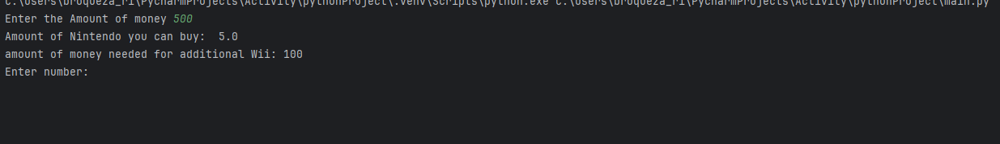 C:\Users\broqueza_ri\PycharmProjects\Activity\pythonProject\.venv\Scripts\python.exe C:\Users\broqueza_ri\PycharmProjects\Activity\pythonProject\main.py
Enter the Amount of money 500
Amount of Nintendo you can buy:  5.0
amount of money needed for additional Wii: 100
Enter number: